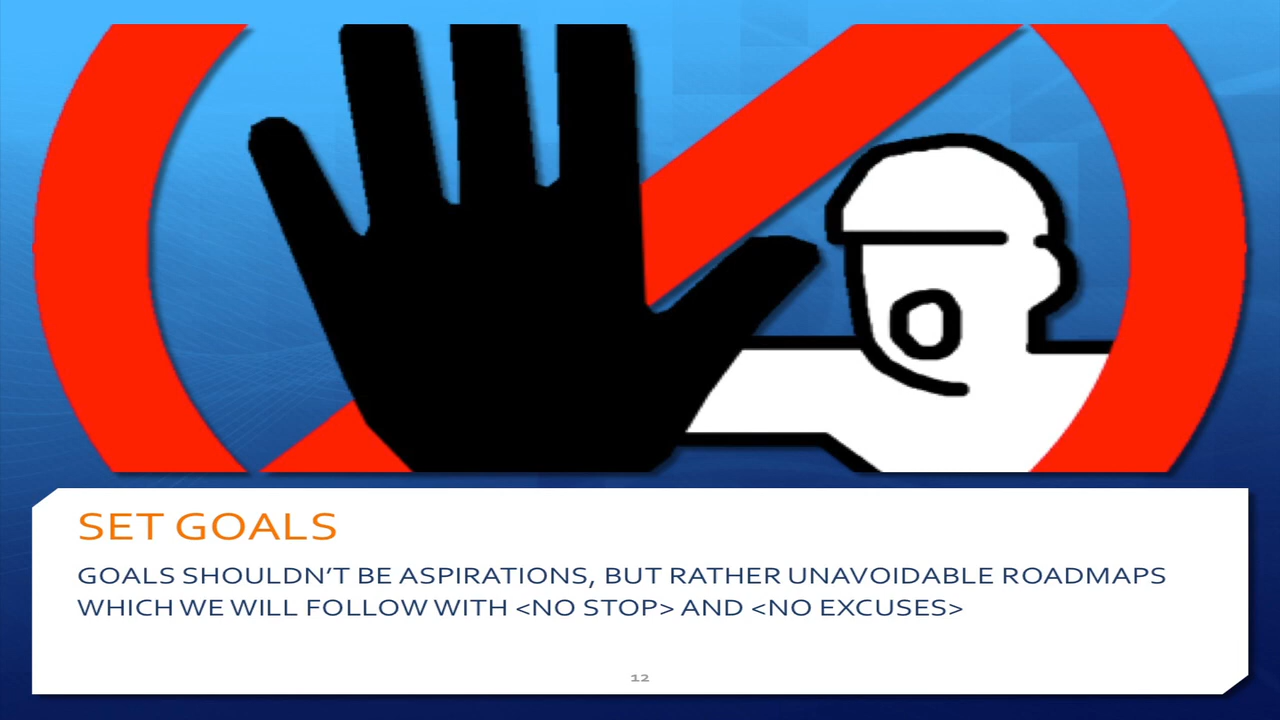 SET GOALS
GOALS SHOULDN'T BE ASPIRATIONS, BUT RATHER UNAVOIDABLE ROADMAPS
WHICH WE WILL FOLLOW WITH <NO STOP> AND <NO EXCUSES>
12